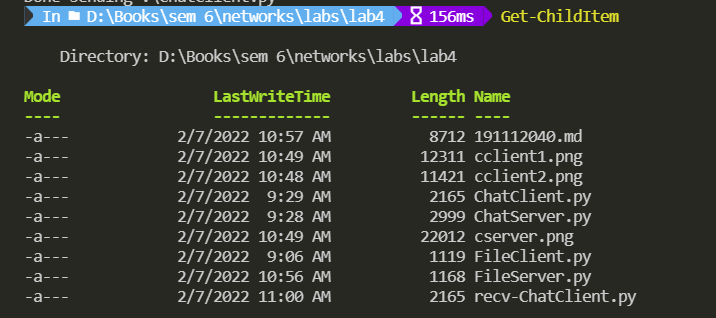 Done sending .\ChatClient.py
In D:\Books\sem 6\networks\labs\lab4 156ms Get-ChildItem
Directory: D:\Books\sem 6\networks\labs\lab4
Mode LastWriteTime Length Name
---- ------------- ------ ----
-a--- 2/7/2022 10:57 AM 8712 191112040.md
-a--- 2/7/2022 10:49 AM 12311 cclient1.png
-a--- 2/7/2022 10:48 AM 11421 cclient2.png
-a--- 2/7/2022 9:29 AM 2165 ChatClient.py
-a--- 2/7/2022 9:28 AM 2999 ChatServer.py
-a--- 2/7/2022 10:49 AM 22012 cserver.png
-a--- 2/7/2022 9:06 AM 1119 FileClient.py
-a--- 2/7/2022 10:56 AM 1168 FileServer.py
-a--- 2/7/2022 11:00 AM 2165 recv-ChatClient.py